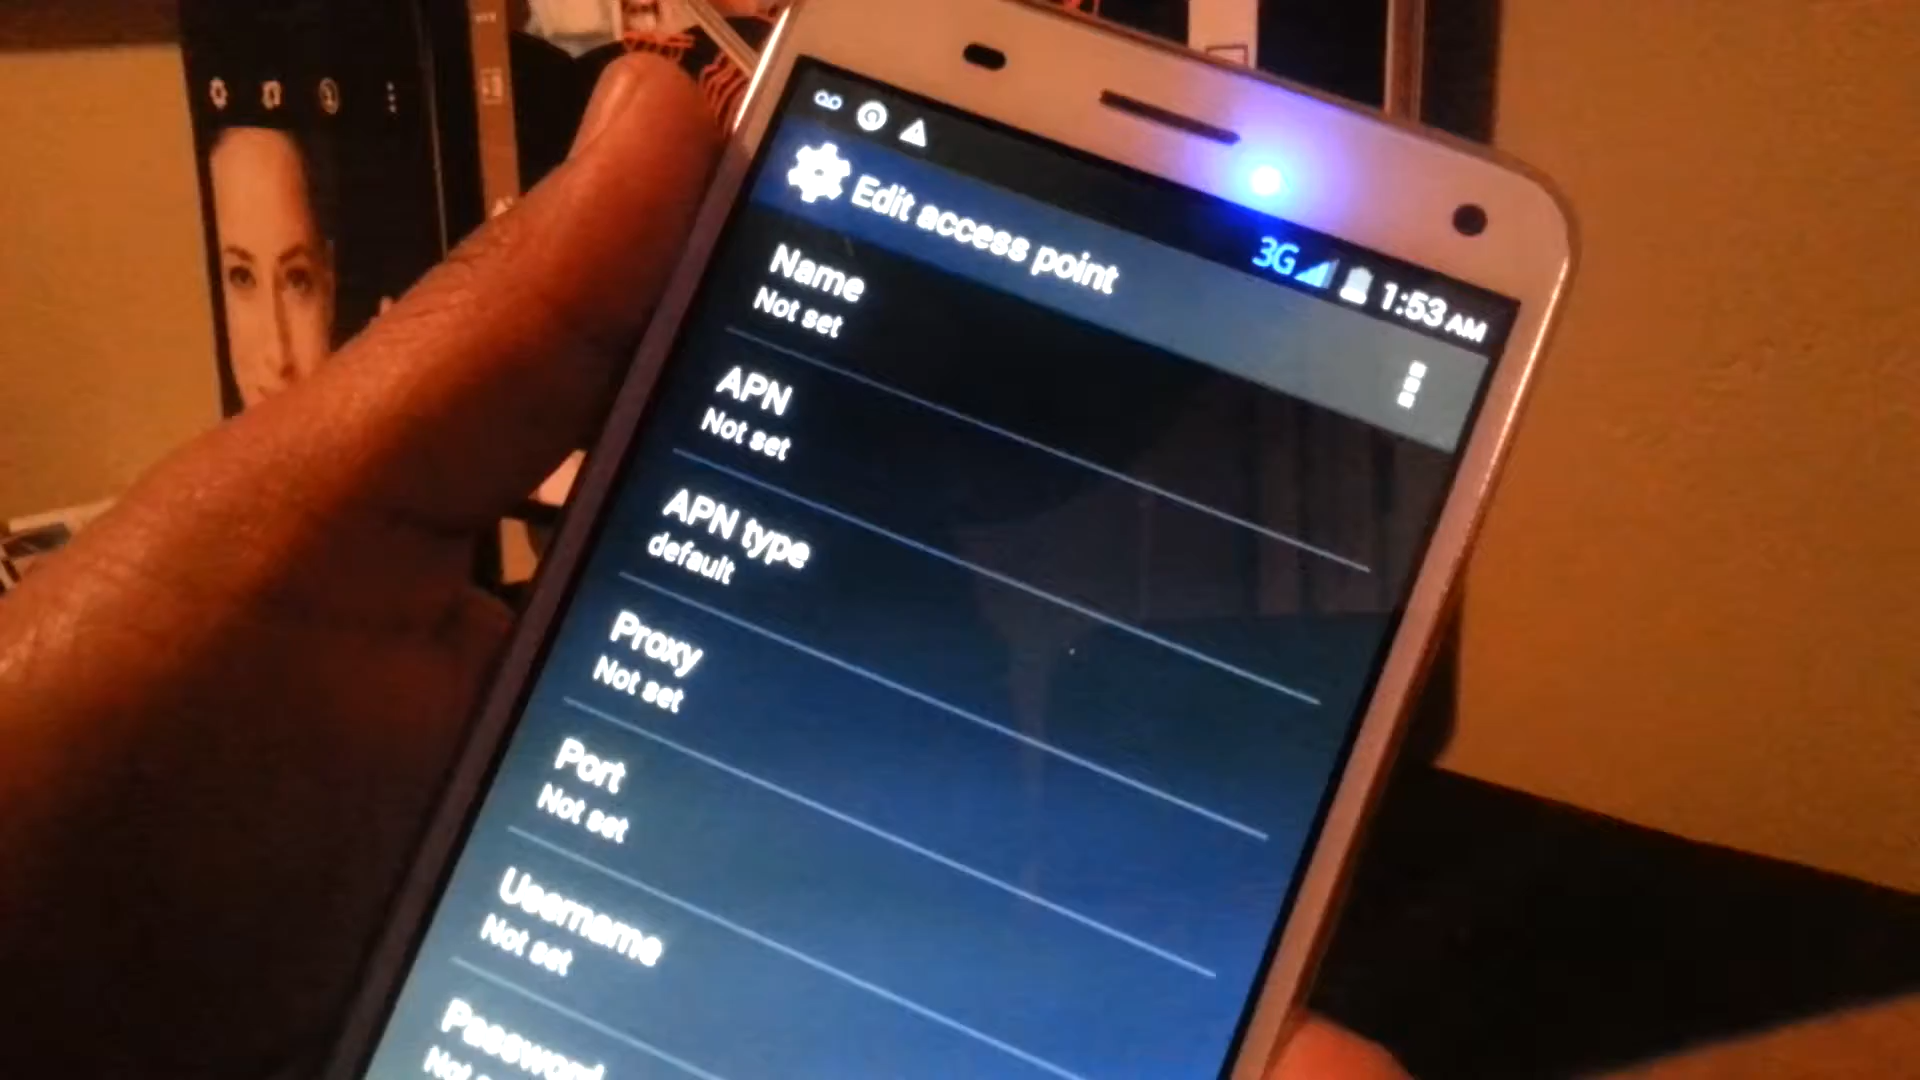 3G 1:53 AM
Edit access point
Name
Not set
APN
Not set
APN type
default
Proxy
Not set
Port
Not set
Username
Not set
Password
Not